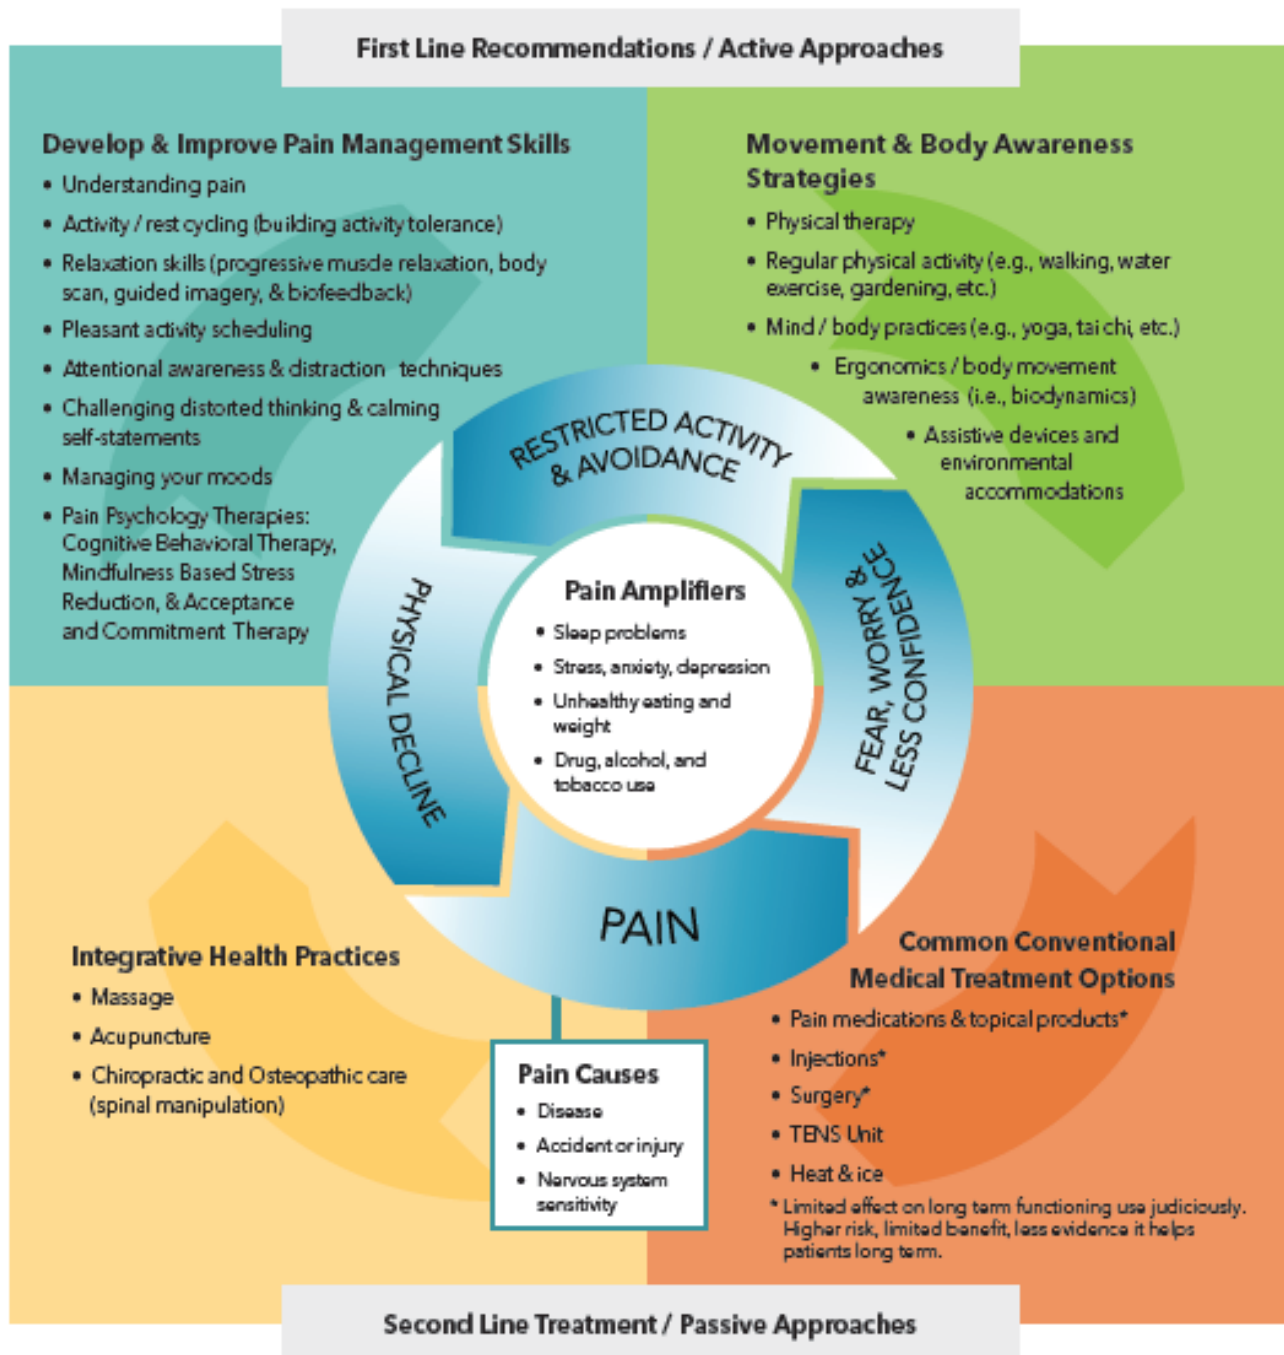 First Line Recommendations / Active Approaches
Develop & Improve Pain Management Skills
• Understanding pain
• Activity / rest cycling (building activity tolerance)
• Relaxation skills (progressive muscle relaxation, body
scan, guided imagery, & biofeedback)
• Pleasant activity scheduling
• Attentional awareness & distraction techniques
• Challenging distorted thinking & calming
self-statements
• Managing your moods
• Pain Psychology Therapies:
Cognitive Behavioral Therapy,
Mindfulness Based Stress
Reduction, & Acceptance
and Commitment Therapy
Movement & Body Awareness
Strategies
• Physical therapy
• Regular physical activity (e.g., walking, water
exercise, gardening, etc.)
• Mind / body practices (e.g., yoga, tai chi, etc.)
• Ergonomics / body movement
awareness (i.e., biodynamics)
• Assistive devices and
environmental
accommodations
RESTRICTED ACTIVITY
& AVOIDANCE
FEAR, WORRY &
LESS CONFIDENCE
PAIN
PHYSICAL DECLINE
Pain Amplifiers
• Sleep problems
• Stress, anxiety, depression
• Unhealthy eating and
weight
• Drug, alcohol, and
tobacco use
Integrative Health Practices
• Massage
• Acupuncture
• Chiropractic and Osteopathic care
(spinal manipulation)
Pain Causes
• Disease
• Accident or injury
• Nervous system
sensitivity
Common Conventional
Medical Treatment Options
• Pain medications & topical products*
• Injections*
• Surgery*
• TENS Unit
• Heat & ice
* Limited effect on long term functioning use judiciously.
Higher risk, limited benefit, less evidence it helps
patients long term.
Second Line Treatment / Passive Approaches